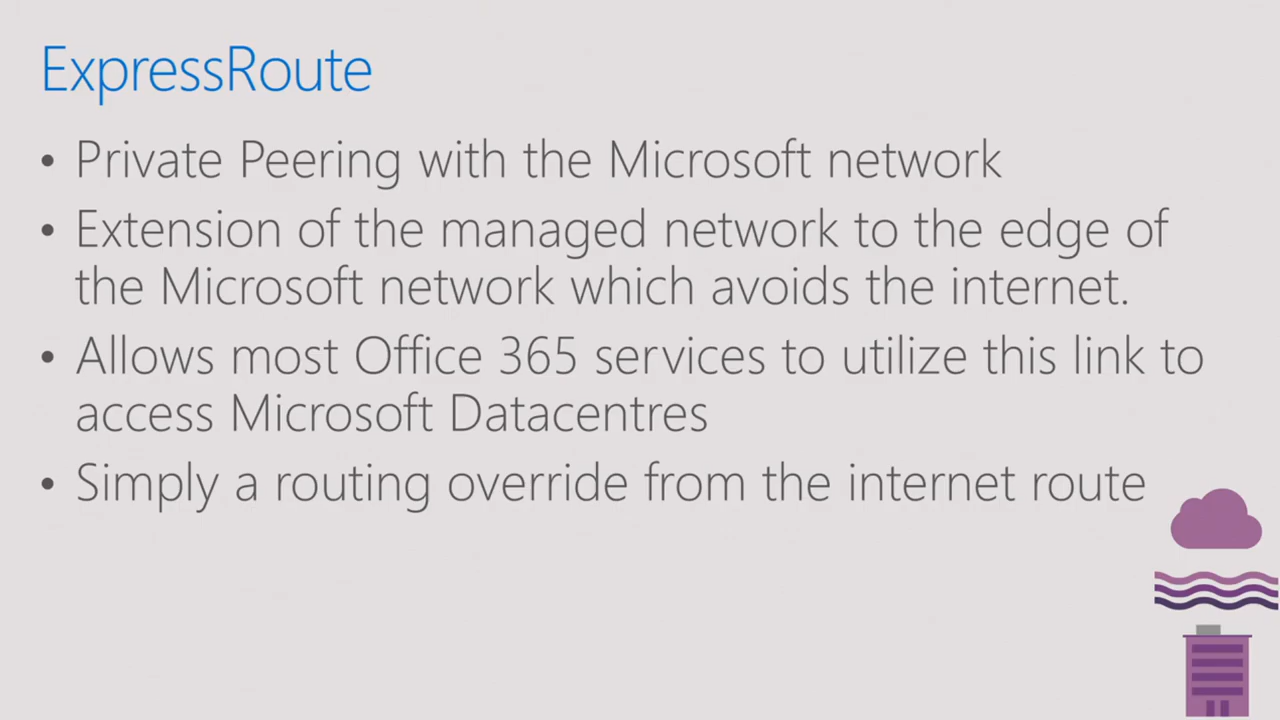 ExpressRoute
• Private Peering with the Microsoft network
• Extension of the managed network to the edge of
the Microsoft network which avoids the internet.
• Allows most Office 365 services to utilize this link to
access Microsoft Datacentres
• Simply a routing override from the internet route